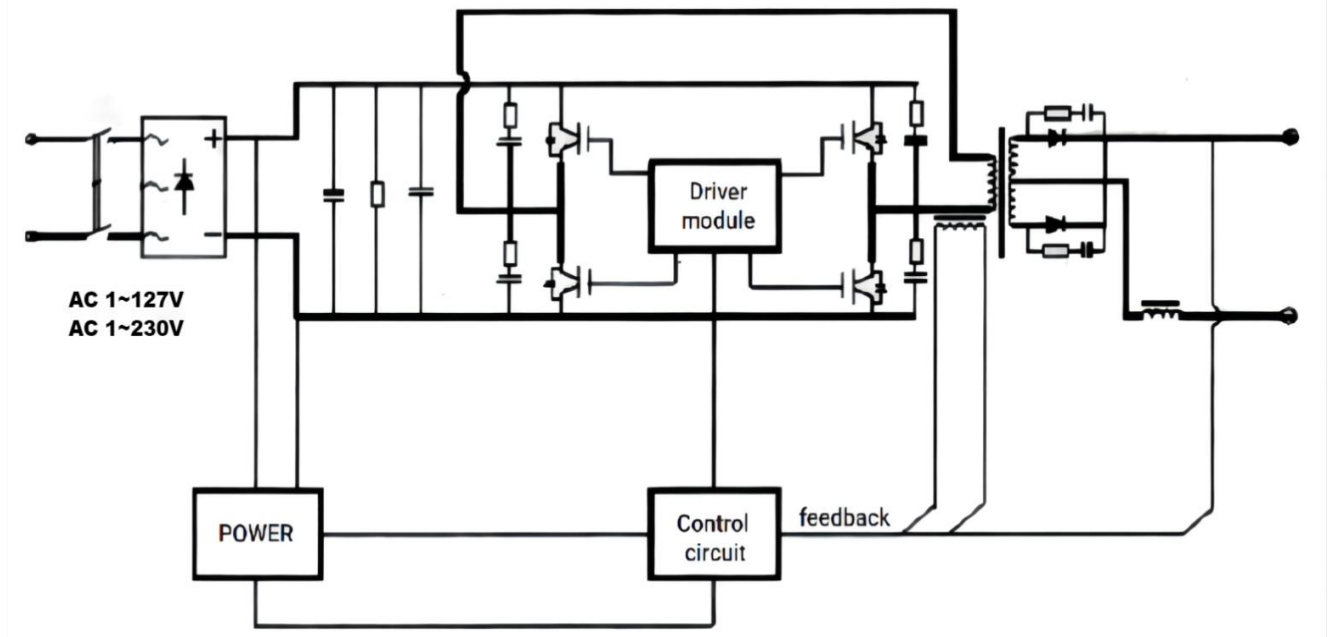 +
Driver
module
−
AC 1~127V
AC 1~230V
POWER
Control
circuit
feedback